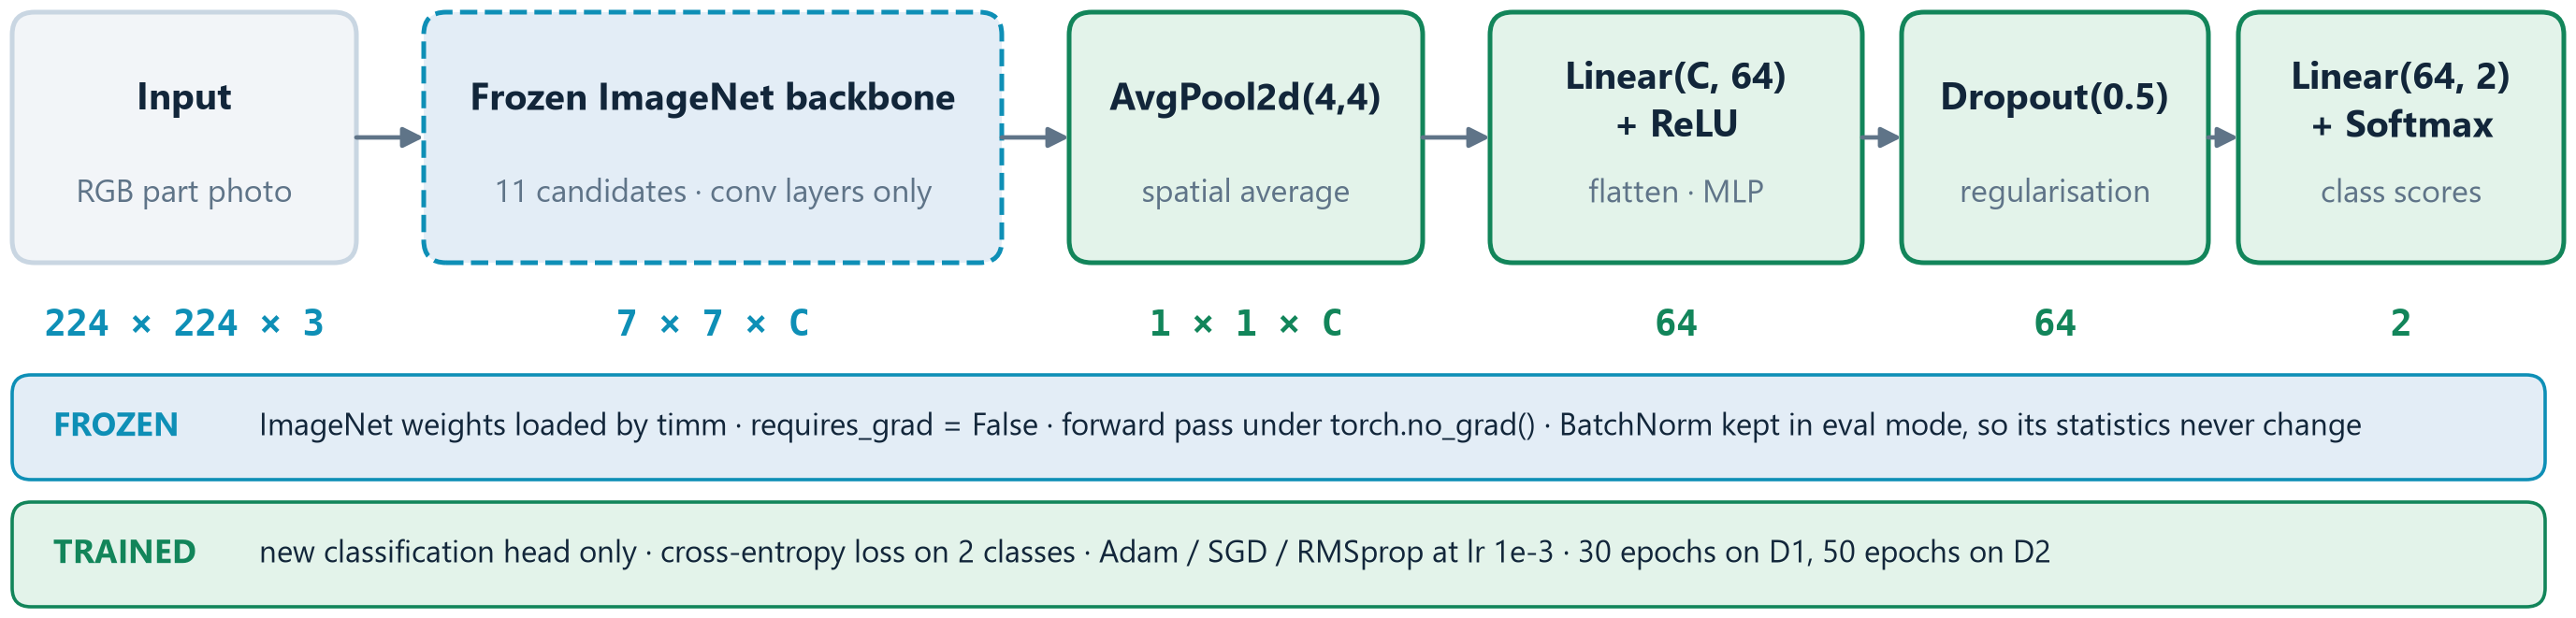 Input
RGB part photo
Frozen ImageNet backbone
11 candidates · conv layers only
AvgPool2d(4,4)
spatial average
Linear(C, 64)
+ ReLU
flatten · MLP
Dropout(0.5)
regularisation
Linear(64, 2)
+ Softmax
class scores
224 × 224 × 3
7 × 7 × C
1 × 1 × C
64
64
2
FROZEN ImageNet weights loaded by timm · requires_grad = False · forward pass under torch.no_grad() · BatchNorm kept in eval mode, so its statistics never change
TRAINED new classification head only · cross-entropy loss on 2 classes · Adam / SGD / RMSprop at lr 1e-3 · 30 epochs on D1, 50 epochs on D2